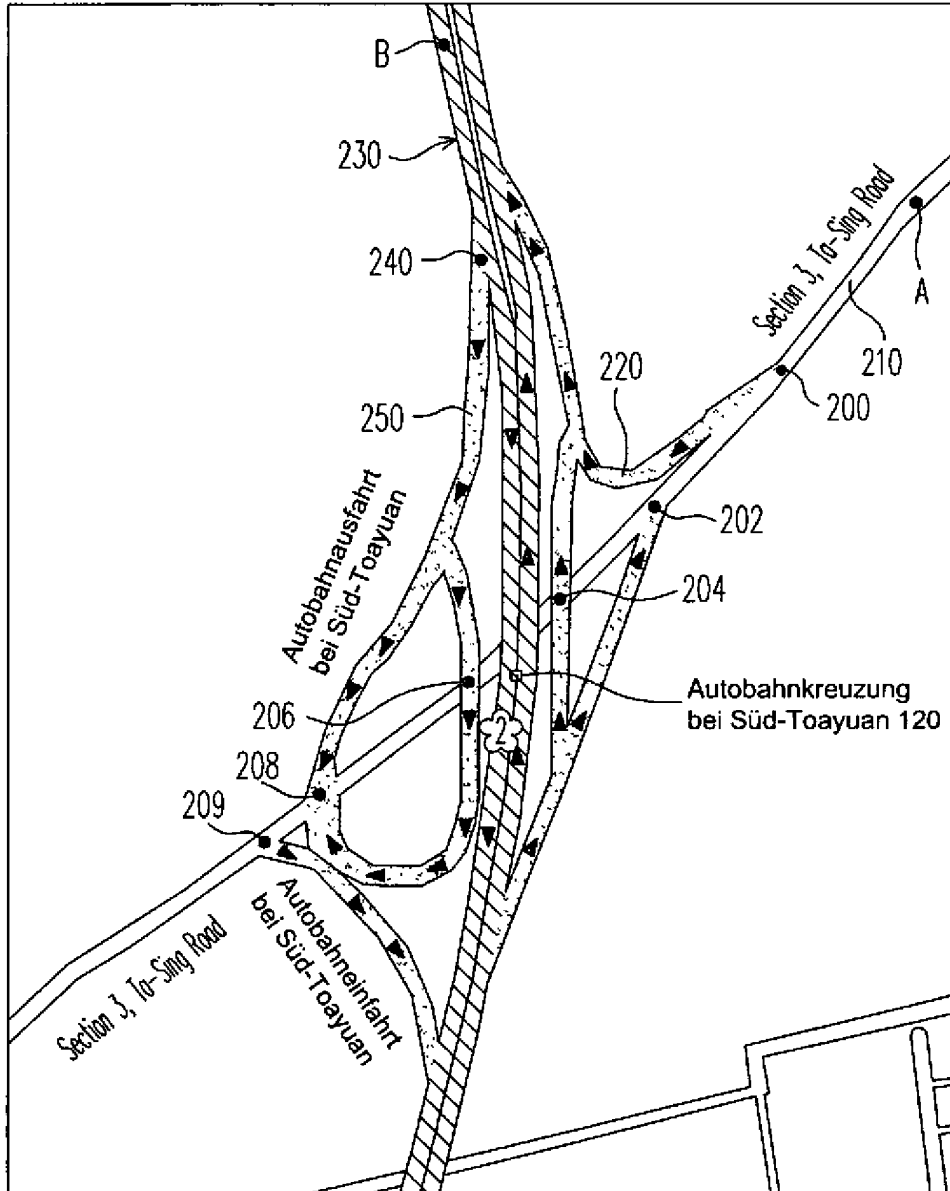 B
230
240
Section 3, Ta-Sing Road
A
210
220
200
250
202
Autobahnausfahrt
bei Süd-Toayuan
204
206
Autobahnkreuzung
bei Süd-Toayuan 120
2
208
209
Autobahneinfahrt
bei Süd-Toayuan
Section 3, Ta-Sing Road